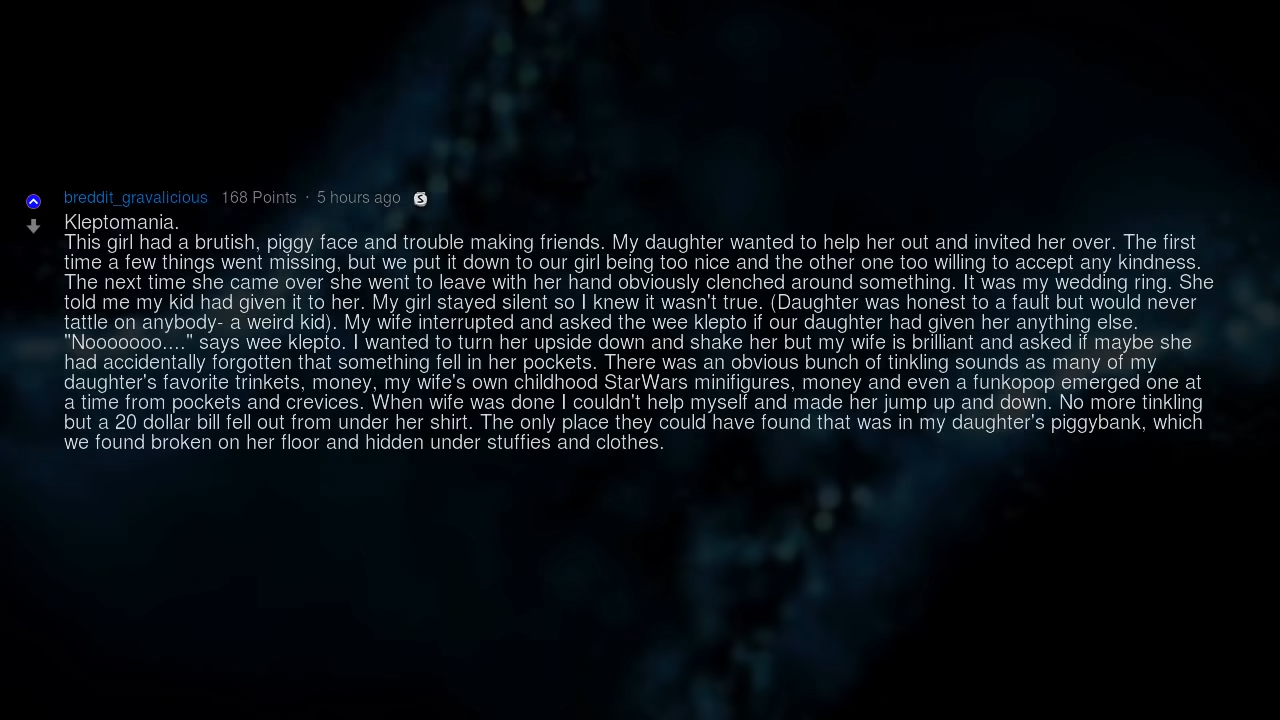 breddit_gravalicious 168 Points · 5 hours ago
Kleptomania.
This girl had a brutish, piggy face and trouble making friends. My daughter wanted to help her out and invited her over. The first
time a few things went missing, but we put it down to our girl being too nice and the other one too willing to accept any kindness.
The next time she came over she went to leave with her hand obviously clenched around something. It was my wedding ring. She
told me my kid had given it to her. My girl stayed silent so I knew it wasn't true. (Daughter was honest to a fault but would never
tattle on anybody- a weird kid). My wife interrupted and asked the wee klepto if our daughter had given her anything else.
"Nooooooo...." says wee klepto. I wanted to turn her upside down and shake her but my wife is brilliant and asked if maybe she
had accidentally forgotten that something fell in her pockets. There was an obvious bunch of tinkling sounds as many of my
daughter's favorite trinkets, money, my wife's own childhood StarWars minifigures, money and even a funkopop emerged one at
a time from pockets and crevices. When wife was done I couldn't help myself and made her jump up and down. No more tinkling
but a 20 dollar bill fell out from under her shirt. The only place they could have found that was in my daughter's piggybank, which
we found broken on her floor and hidden under stuffies and clothes.